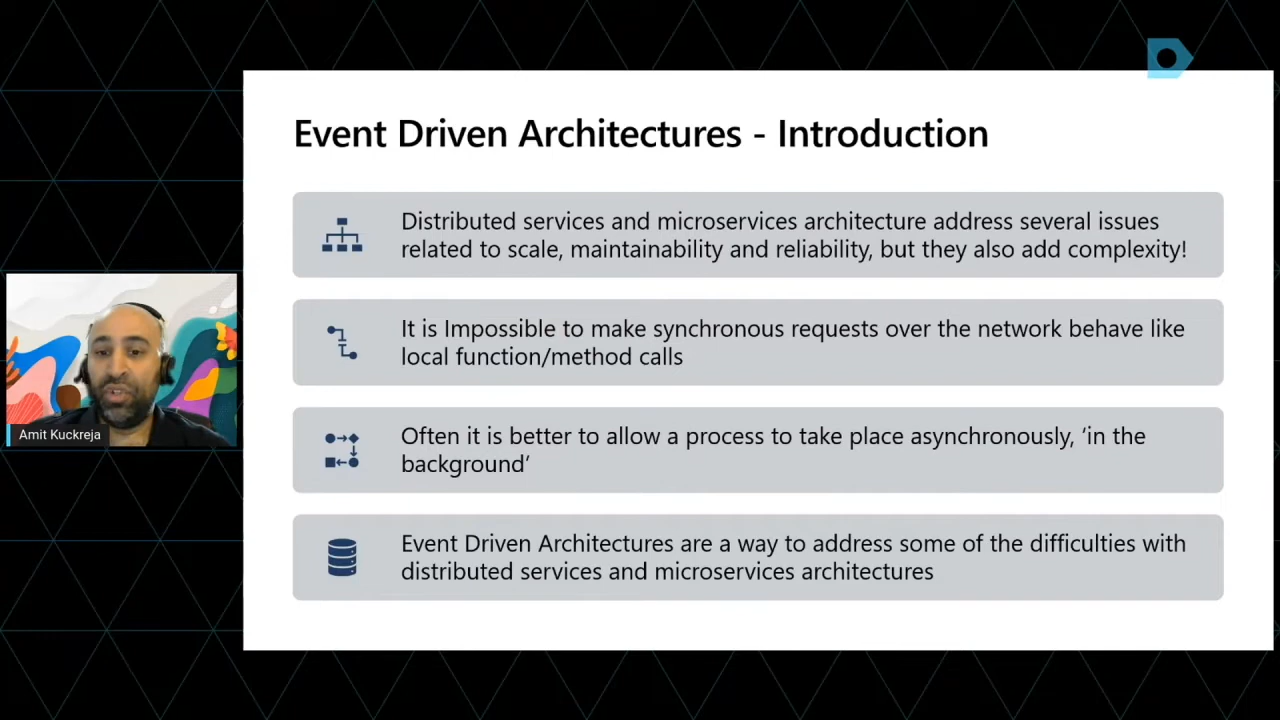 Event Driven Architectures - Introduction
Distributed services and microservices architecture address several issues
related to scale, maintainability and reliability, but they also add complexity!
It is Impossible to make synchronous requests over the network behave like
local function/method calls
Often it is better to allow a process to take place asynchronously, ‘in the
background’
Event Driven Architectures are a way to address some of the difficulties with
distributed services and microservices architectures
Amit Kuckreja